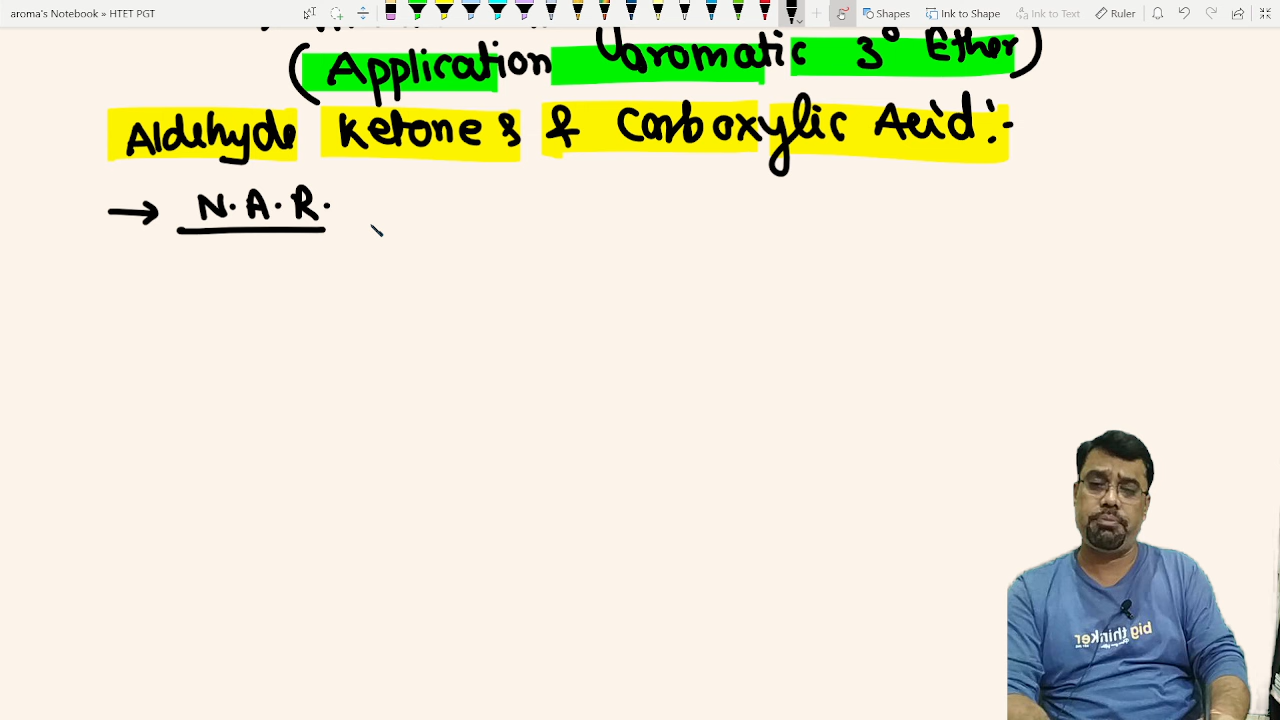 aroma's Notebook » HTET PGT
Shapes Ink to Shape Ink to Text Ruler
(Application aromatic 3° Ether)
Aldehyde Ketones & Carboxylic Acid :-
→ N.A.R.
big thinker